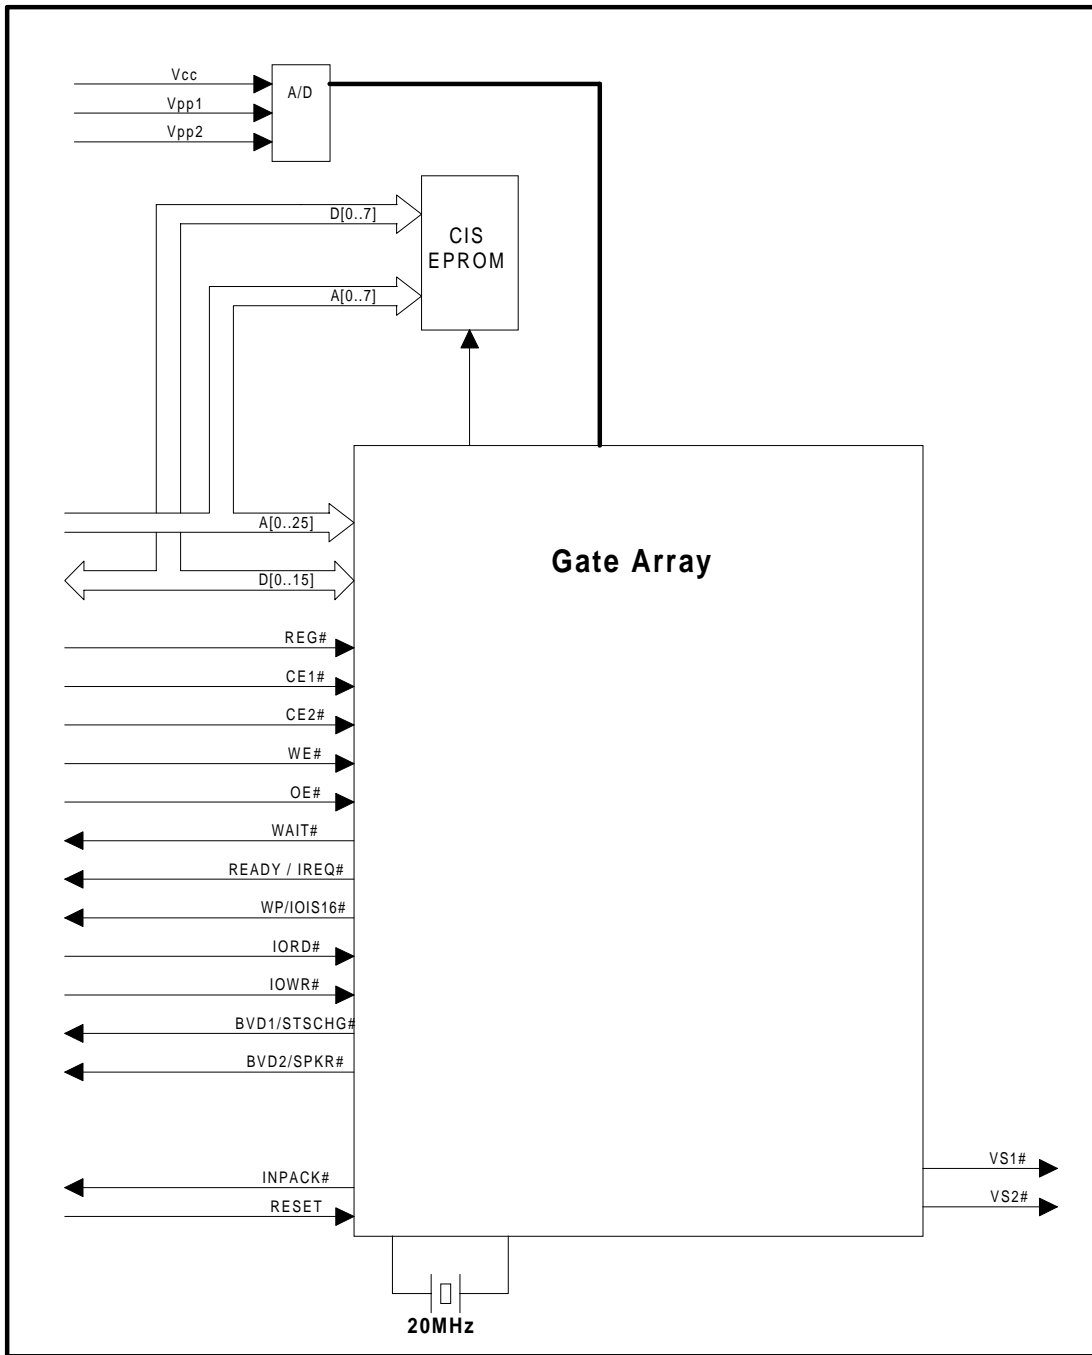 Vcc
A/D
Vpp1
Vpp2
D[0..7]
CIS
EPROM
A[0..7]
A[0..25]
Gate Array
D[0..15]
REG#
CE1#
CE2#
WE#
OE#
WAIT#
READY / IREQ#
WP/IOIS16#
IORD#
IOWR#
BVD1/STSCHG#
BVD2/SPKR#
VS1#
INPACK#
VS2#
RESET
20MHz